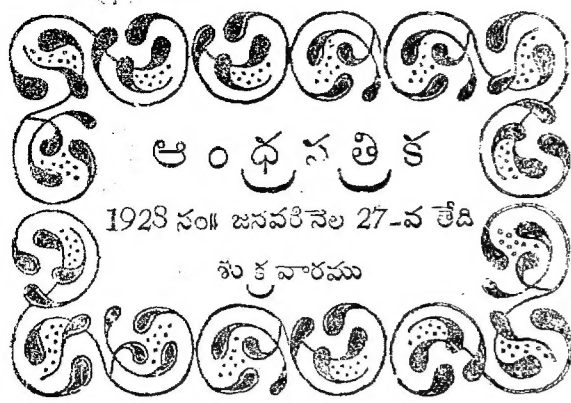 ఆంధ్రపత్రిక
1928 సం॥ జనవరినెల 27-వ తేది
శుక్రవారము